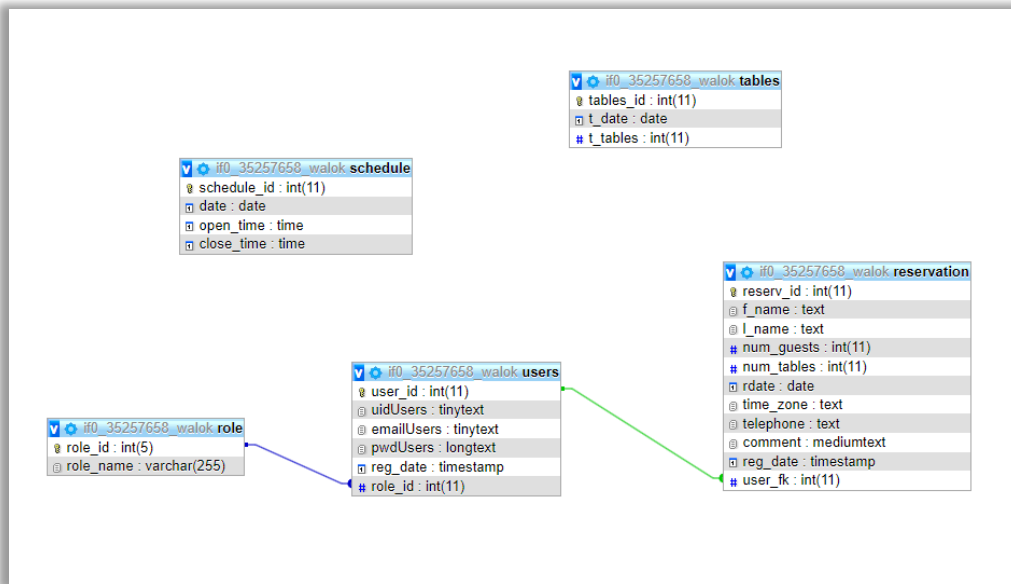 if0_35257658_walok tables
tables_id : int(11)
t_date : date
t_tables : int(11)
if0_35257658_walok schedule
schedule_id : int(11)
date : date
open_time : time
close_time : time
if0_35257658_walok reservation
reserv_id : int(11)
f_name : text
l_name : text
num_guests : int(11)
num_tables : int(11)
rdate : date
time_zone : text
telephone : text
comment : mediumtext
reg_date : timestamp
user_fk : int(11)
if0_35257658_walok users
user_id : int(11)
uidUsers : tinytext
emailUsers : tinytext
pwdUsers : longtext
reg_date : timestamp
role_id : int(11)
if0_35257658_walok role
role_id : int(5)
role_name : varchar(255)